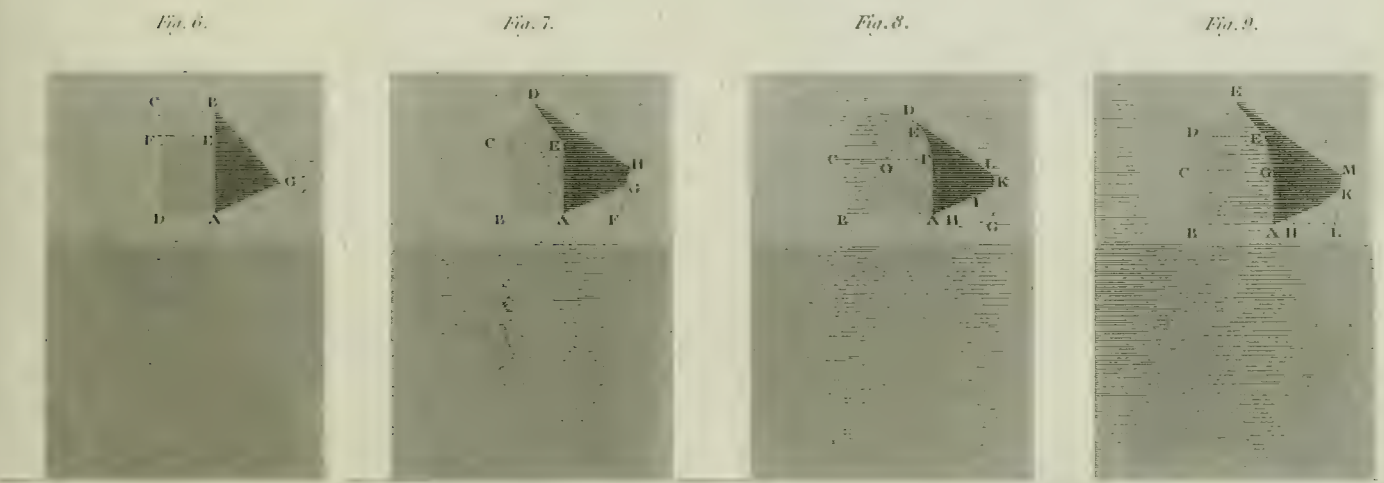 Fig. 6.
C B
F E
G
D A
Fig. 7.
D
C E
H
G
B A F
Fig. 8.
D
E
C F L
O
K
I
B A H G
Fig. 9.
E
D E
C G M
K
B A H L